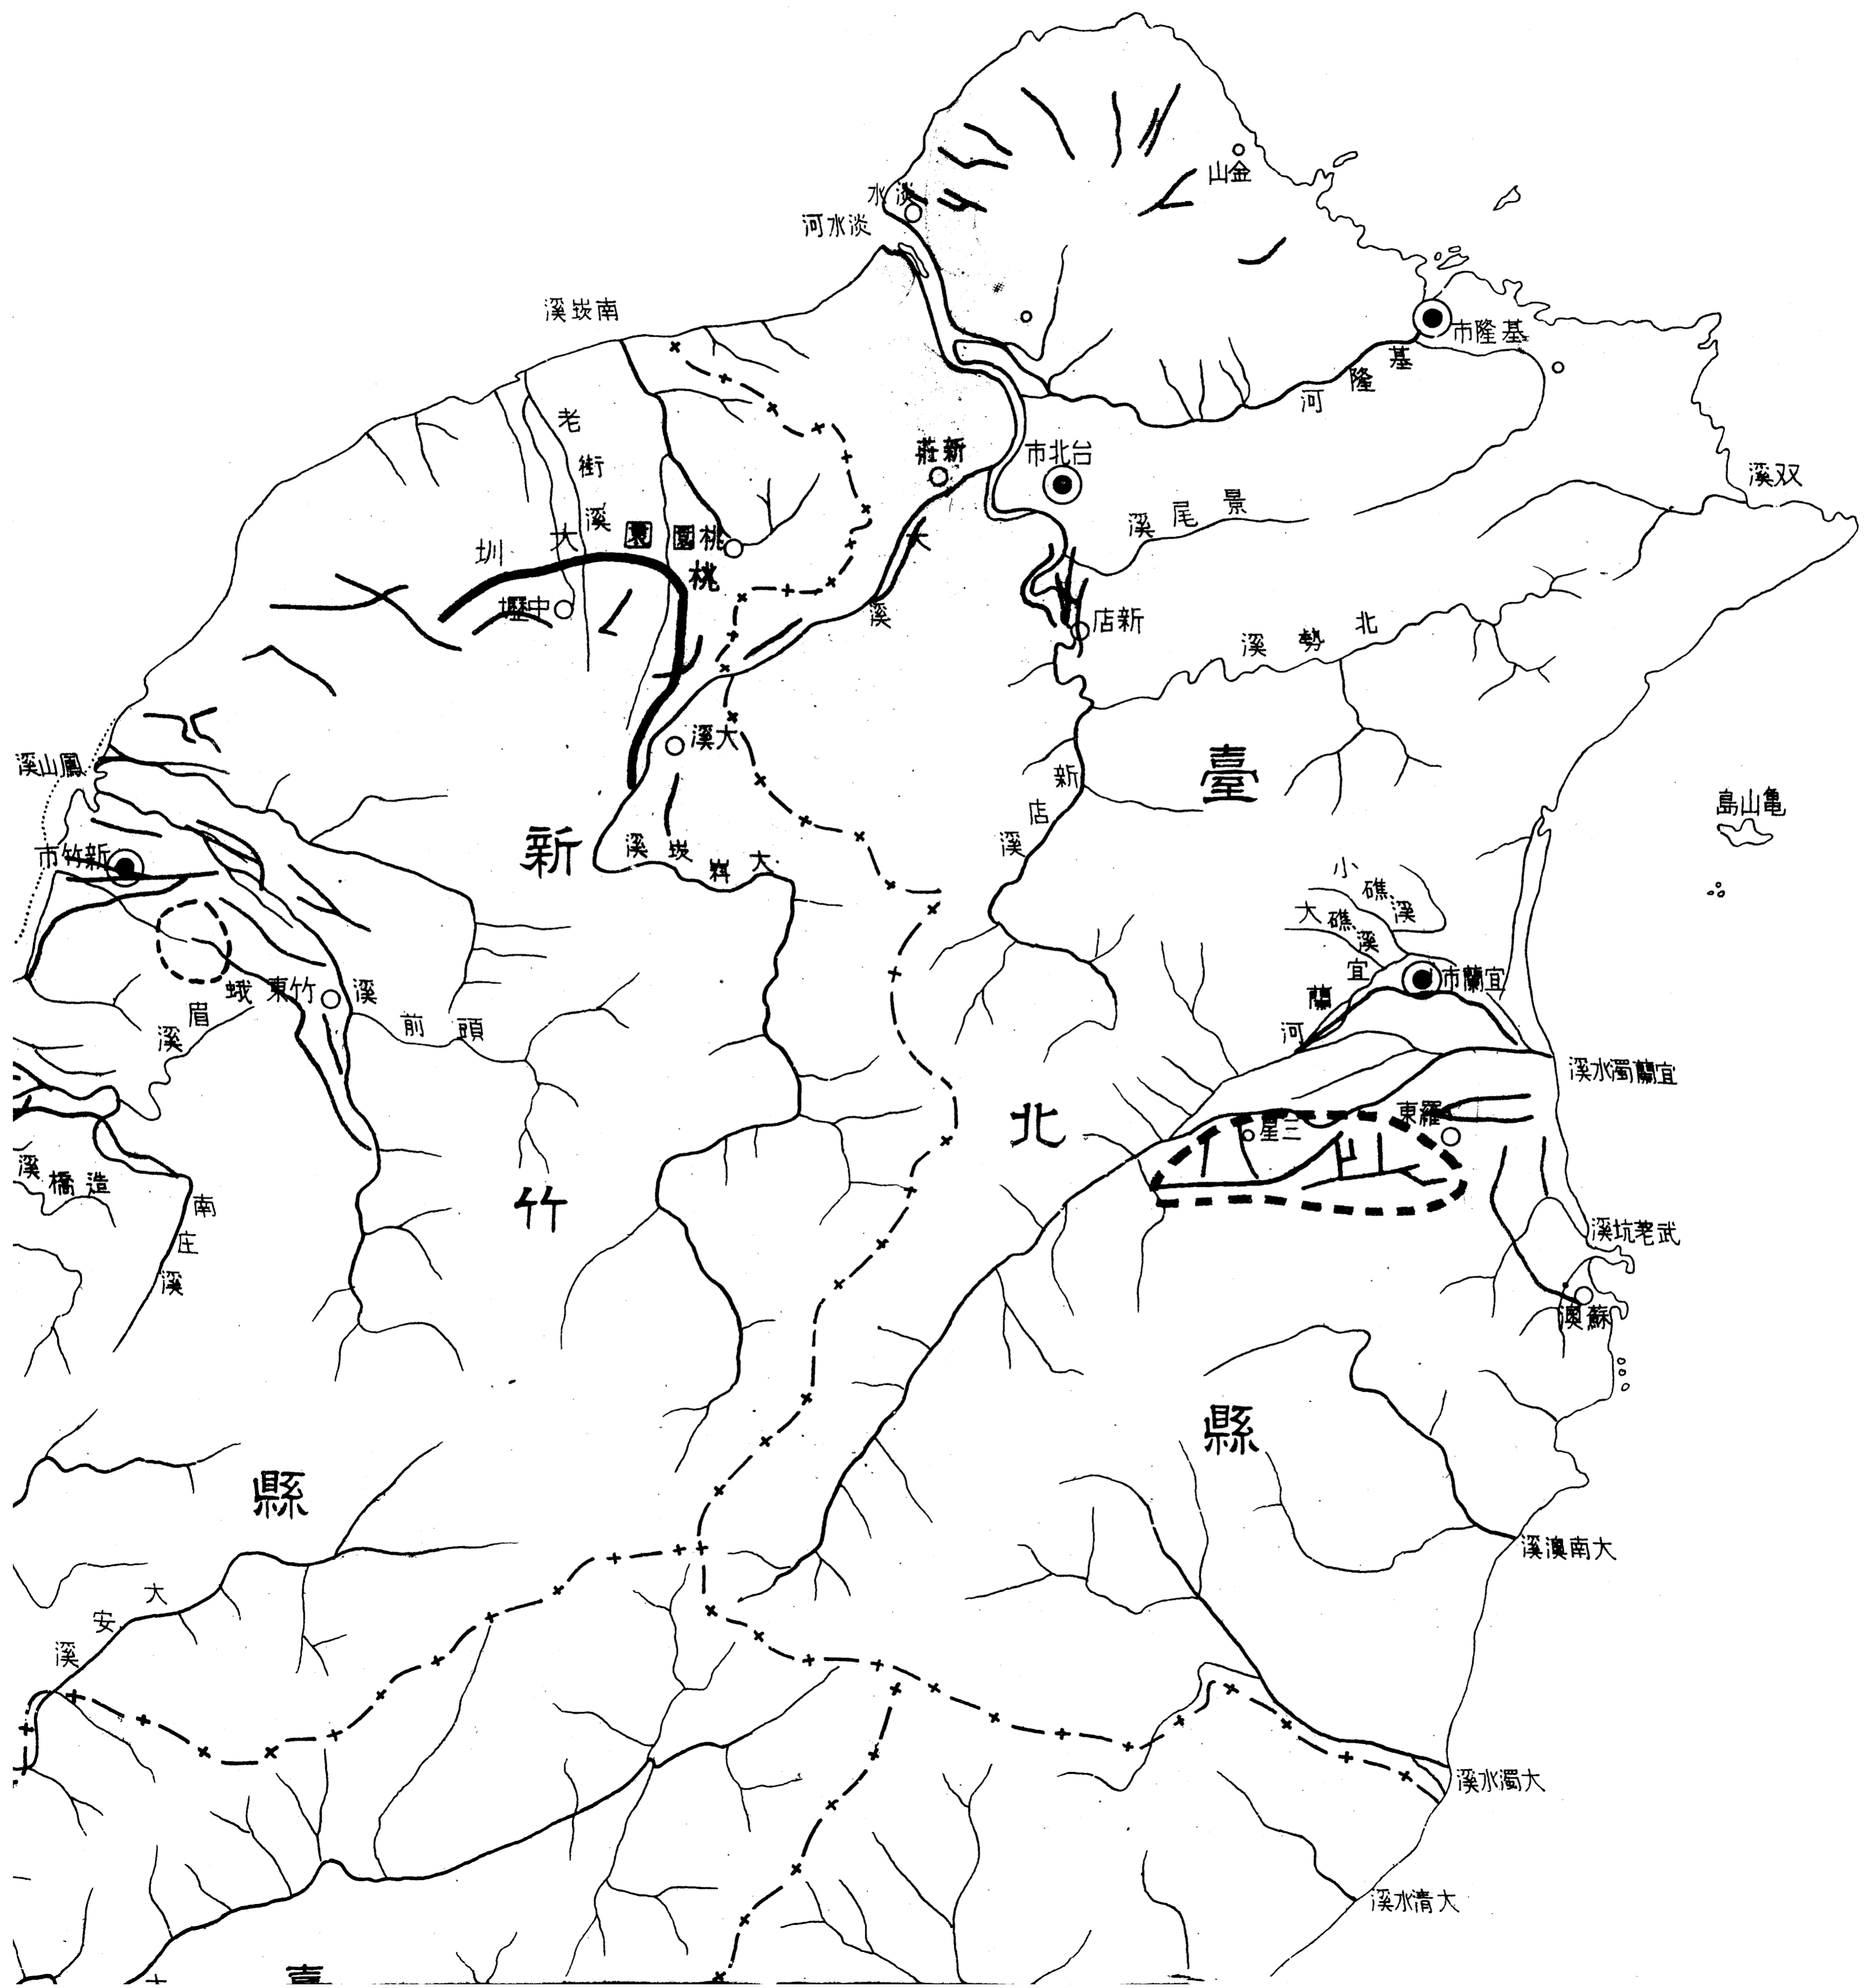 山金
水淡
河水淡
溪崁南
市隆基
基隆河
老街溪
莊新
市北台
溪双
景尾溪
園桃
桃園大圳
壢中
大
溪
店新
北勢溪
溪大
溪山鳳
新店溪
臺北縣
島山亀
市竹新
新竹縣
大嵙崁溪
小礁溪
大礁溪
宜蘭河
市蘭宜
東竹
蛾眉溪
頭前溪
溪水濁蘭宜
東羅
星三
造橋溪
南庄溪
溪坑荖武
澳蘇
溪澳南大
大安溪
溪水濁大
溪水清大